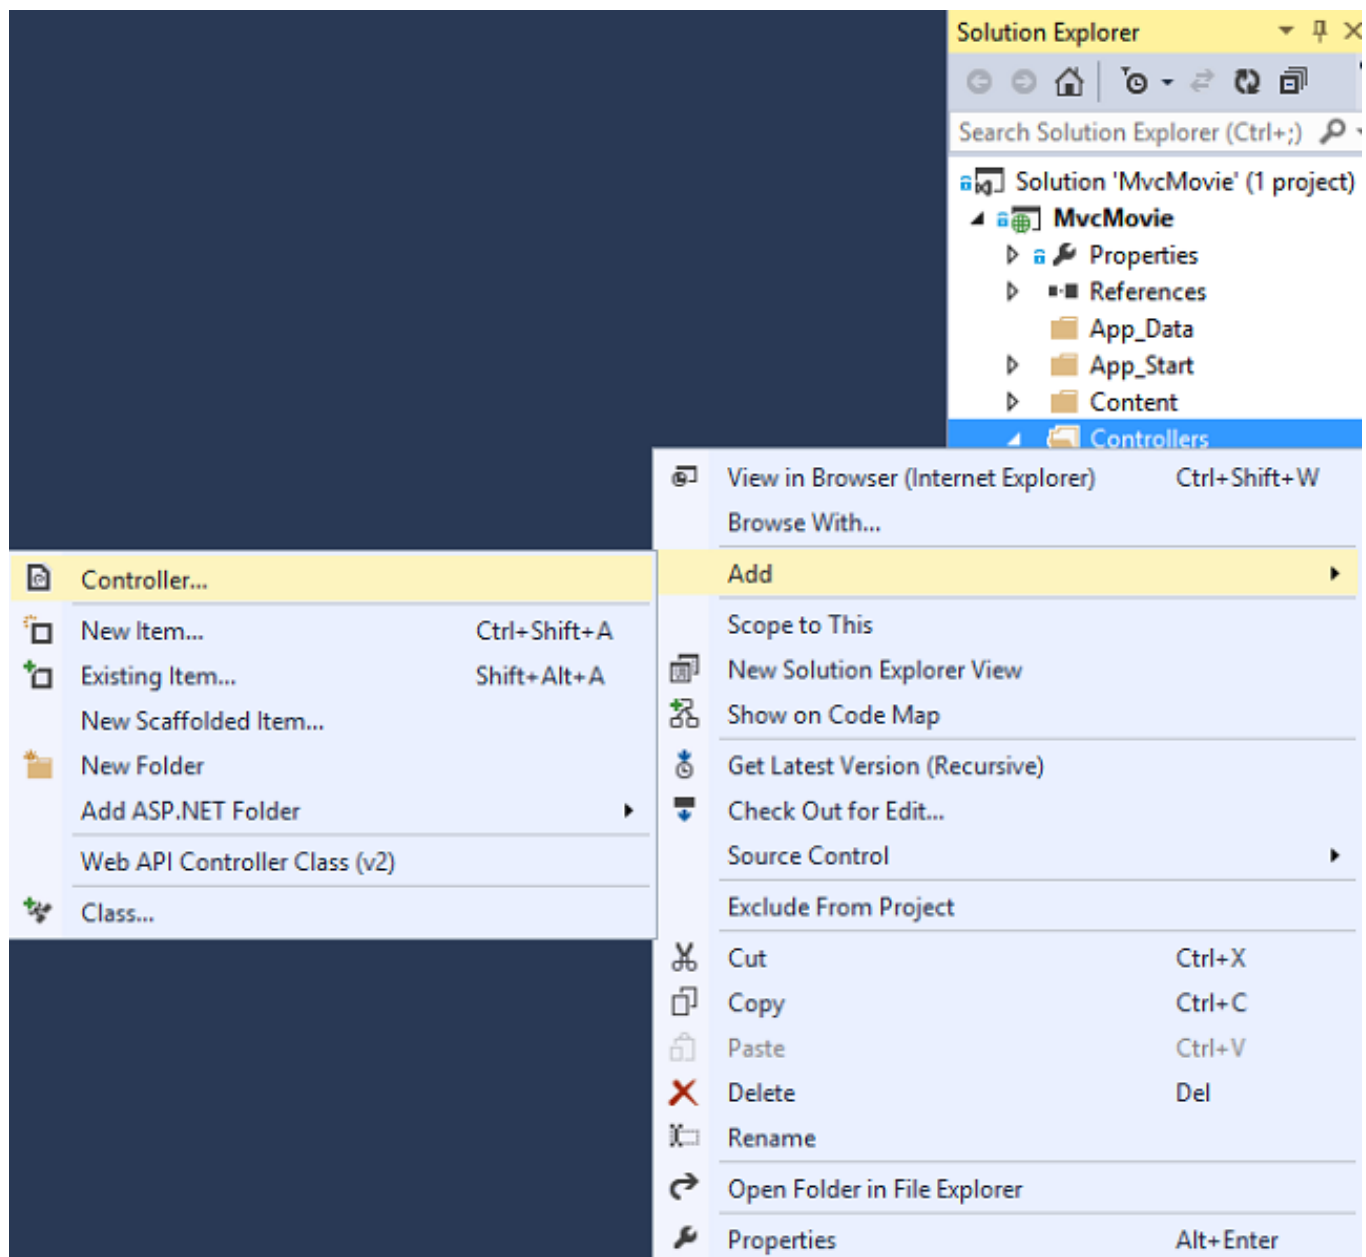 Solution Explorer
Search Solution Explorer (Ctrl+;)
Solution 'MvcMovie' (1 project)
MvcMovie
Properties
References
App_Data
App_Start
Content
Controllers
View in Browser (Internet Explorer) Ctrl+Shift+W
Browse With...
Add
Scope to This
New Solution Explorer View
Show on Code Map
Get Latest Version (Recursive)
Check Out for Edit...
Source Control
Exclude From Project
Cut Ctrl+X
Copy Ctrl+C
Paste Ctrl+V
Delete Del
Rename
Open Folder in File Explorer
Properties Alt+Enter
Controller...
New Item... Ctrl+Shift+A
Existing Item... Shift+Alt+A
New Scaffolded Item...
New Folder
Add ASP.NET Folder
Web API Controller Class (v2)
Class...